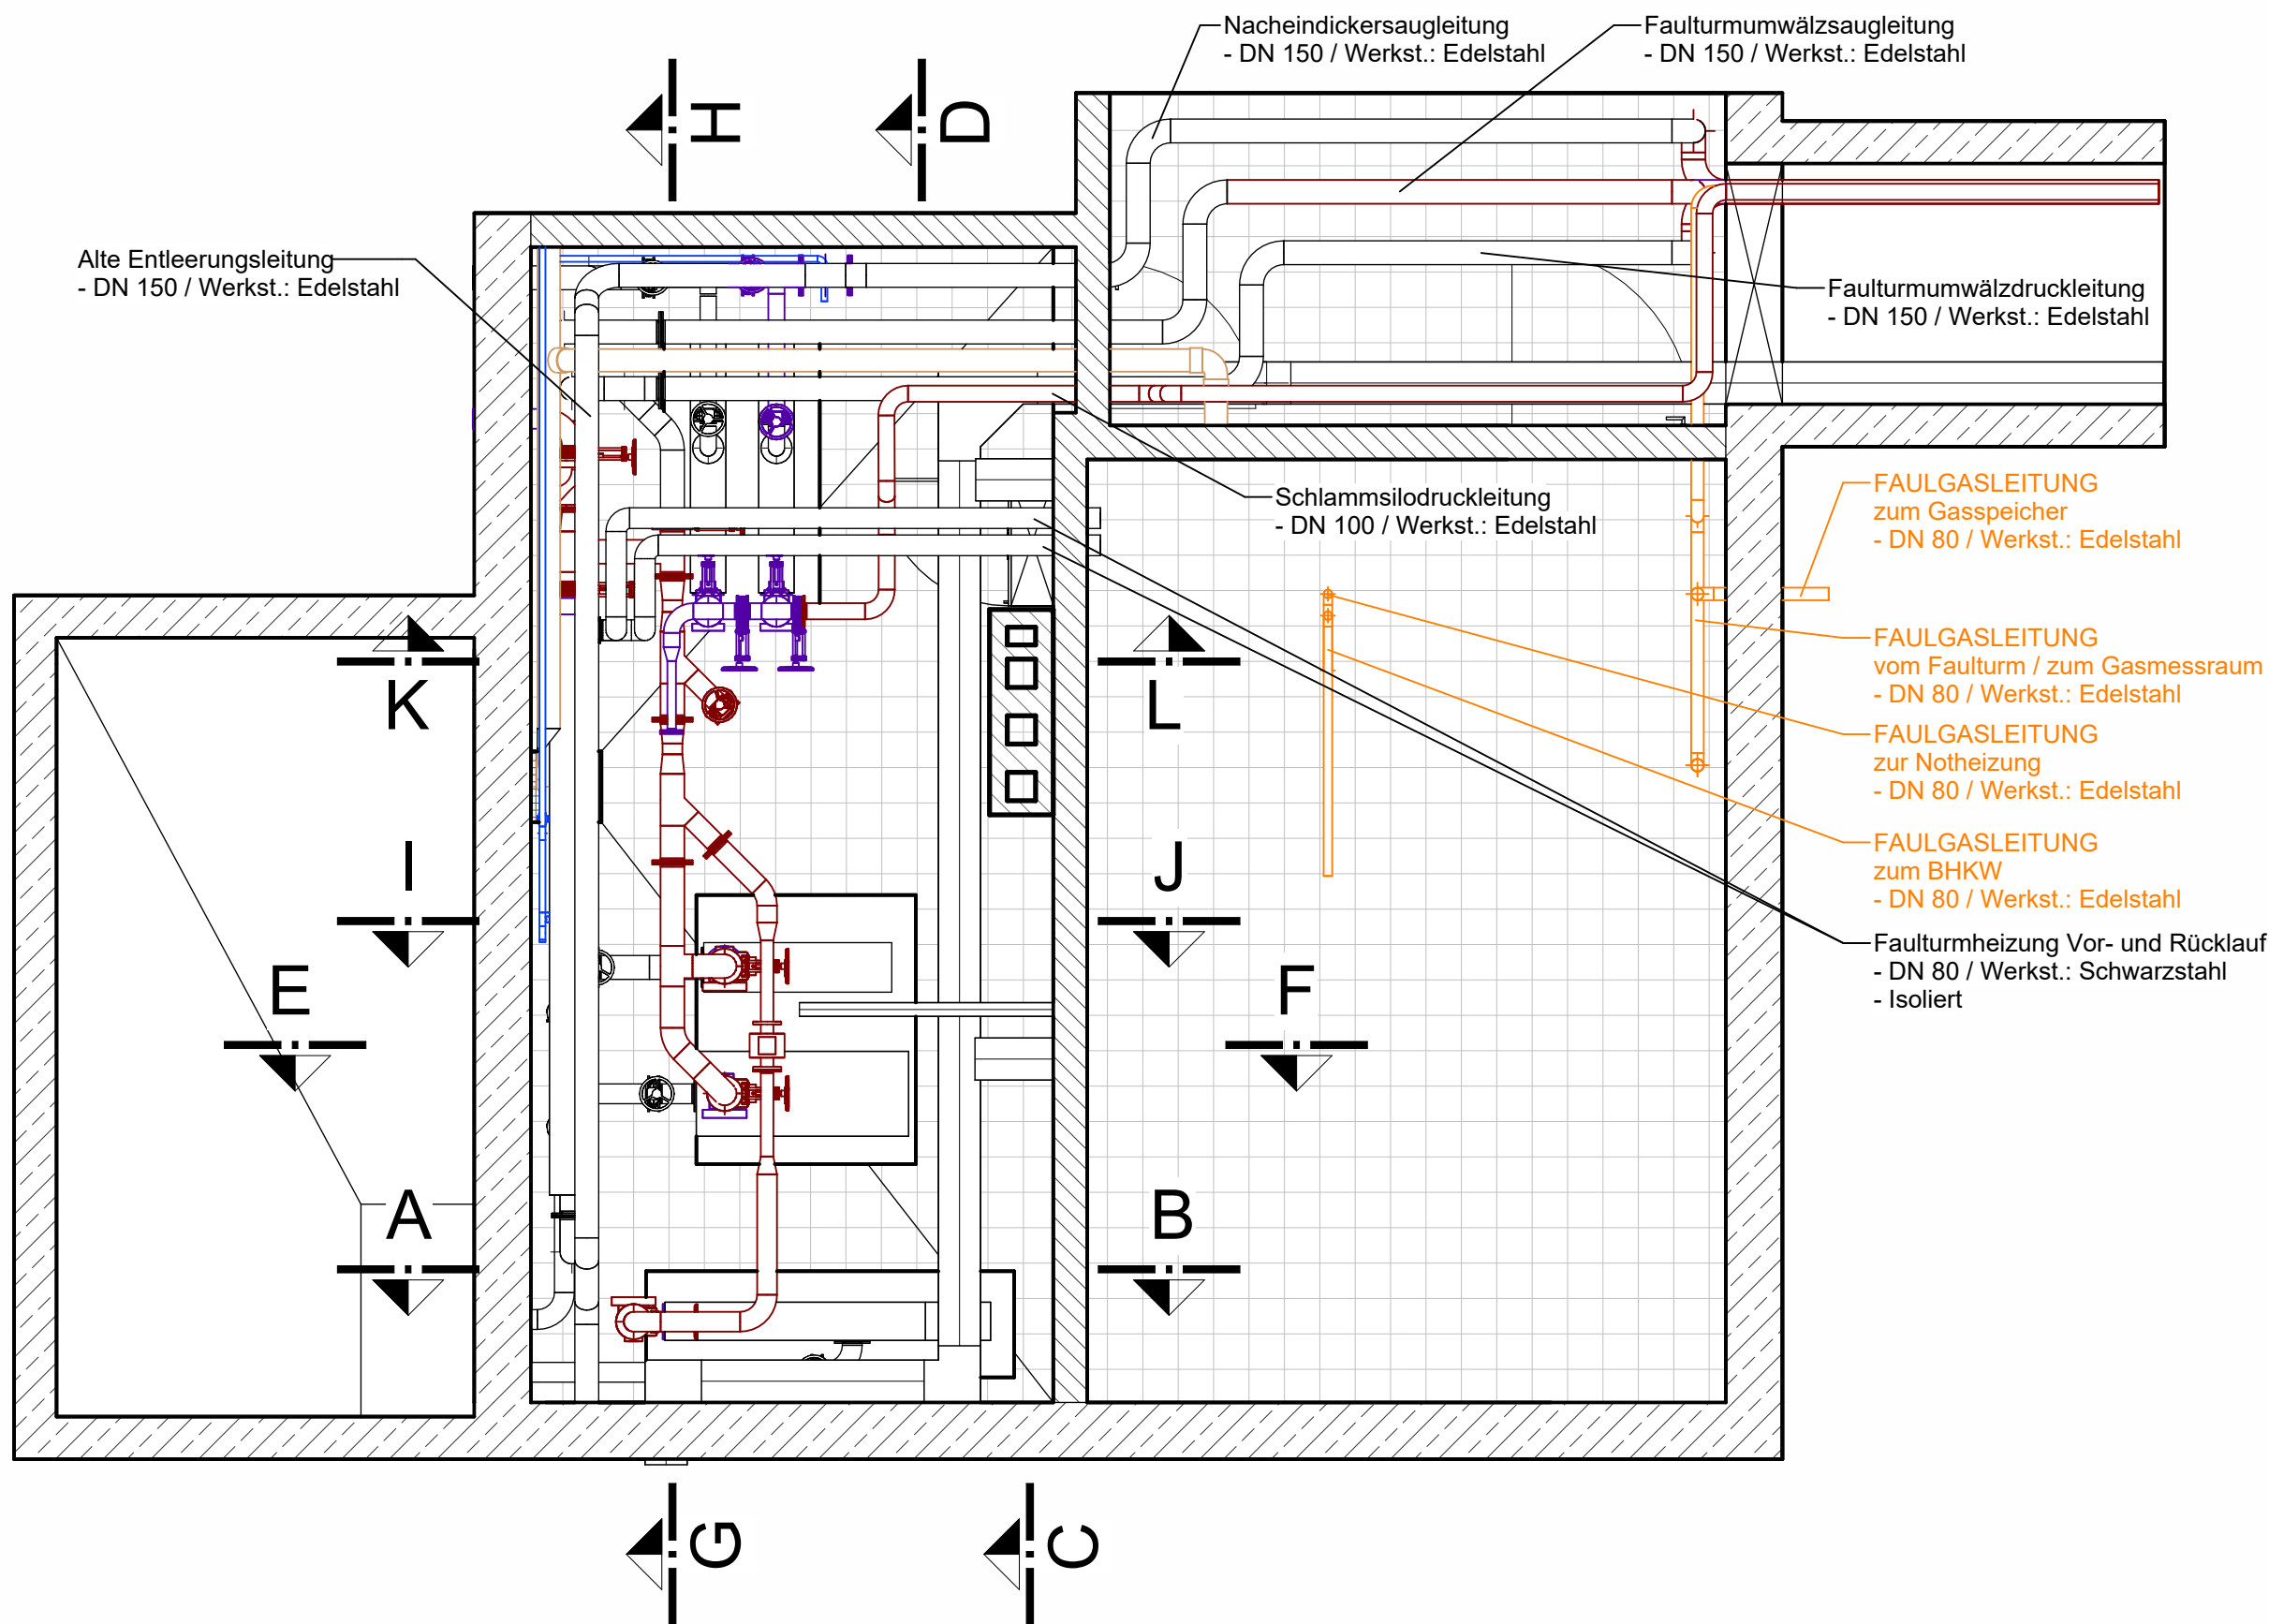 Nacheindickersaugleitung
- DN 150 / Werkst.: Edelstahl
Faulturmumwälzsaugleitung
- DN 150 / Werkst.: Edelstahl
H
D
Alte Entleerungsleitung
- DN 150 / Werkst.: Edelstahl
Faulturmumwälzdruckleitung
- DN 150 / Werkst.: Edelstahl
Schlammsilodruckleitung
- DN 100 / Werkst.: Edelstahl
FAULGASLEITUNG
zum Gasspeicher
- DN 80 / Werkst.: Edelstahl
FAULGASLEITUNG
vom Faulturm / zum Gasmessraum
- DN 80 / Werkst.: Edelstahl
K
L
FAULGASLEITUNG
zur Notheizung
- DN 80 / Werkst.: Edelstahl
FAULGASLEITUNG
zum BHKW
- DN 80 / Werkst.: Edelstahl
I
J
Faulturmheizung Vor- und Rücklauf
- DN 80 / Werkst.: Schwarzstahl
- Isoliert
E
F
A
B
G
C